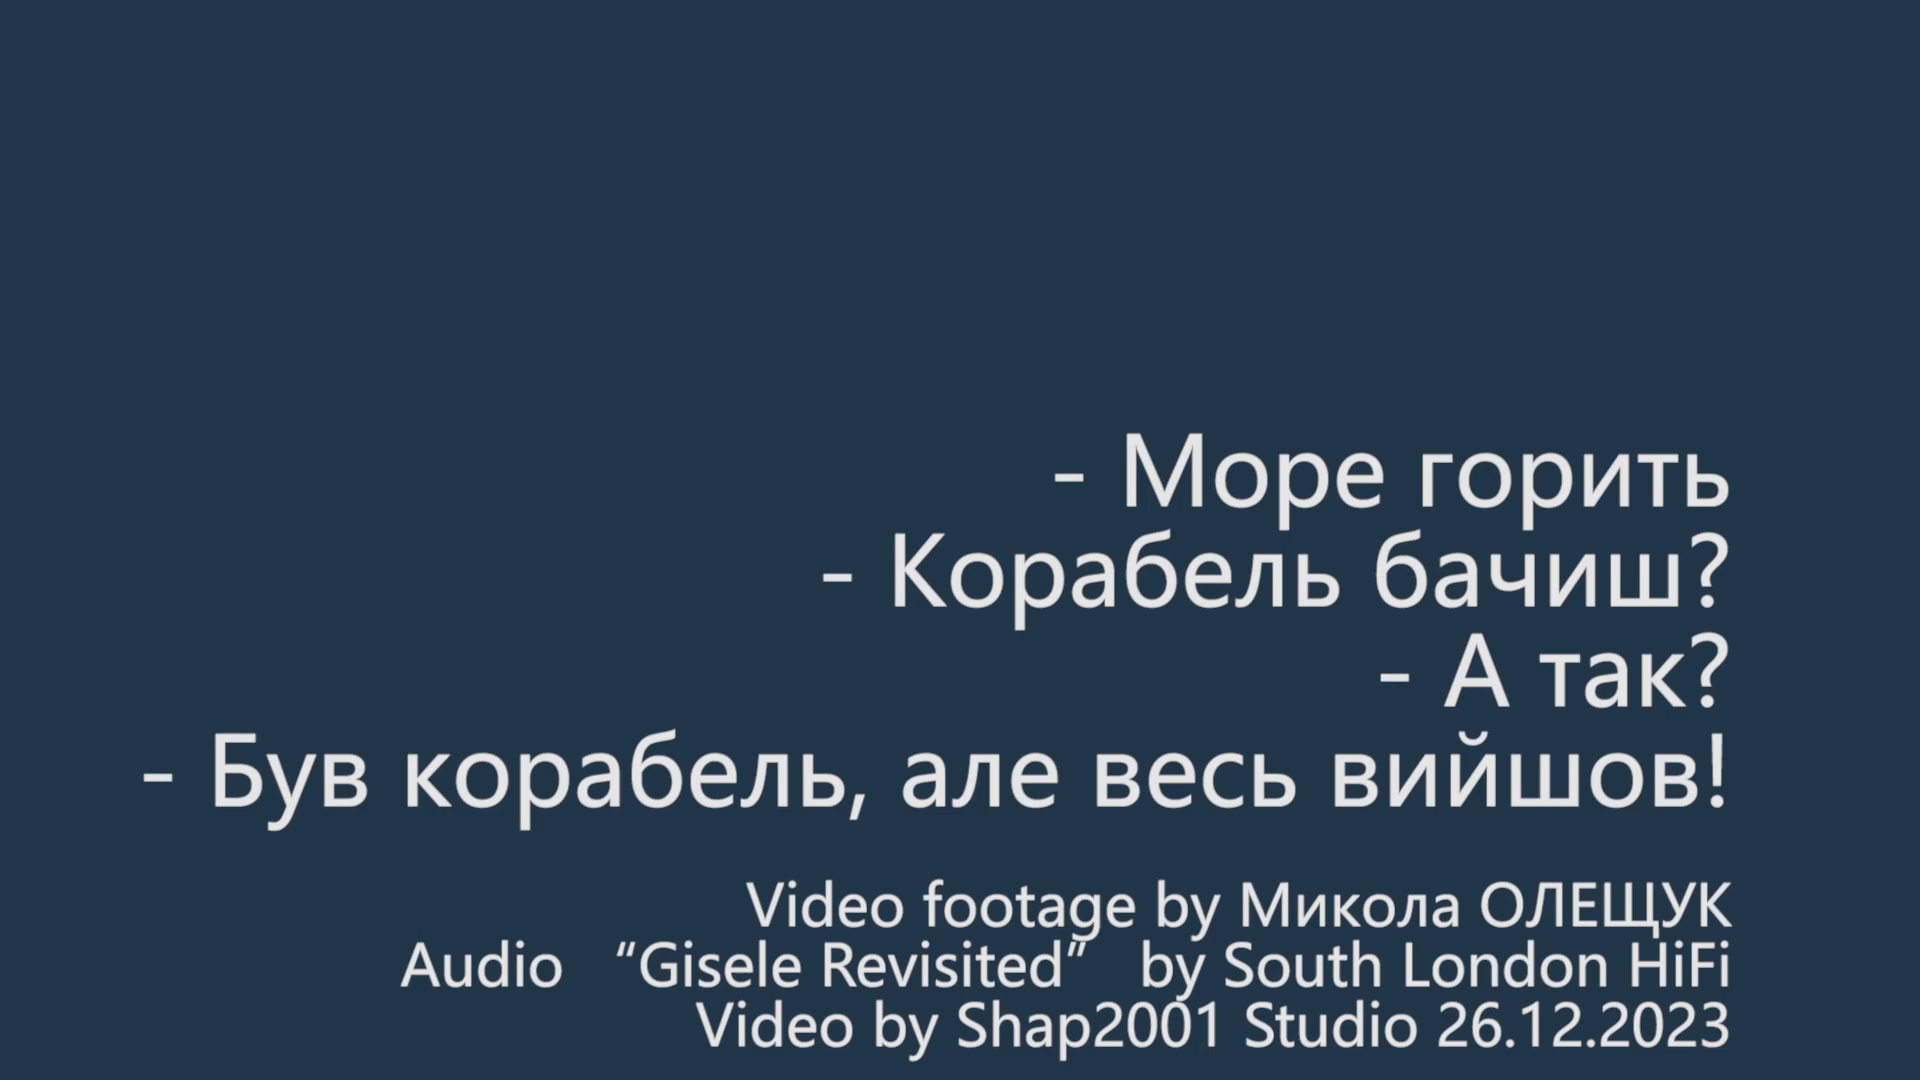 - Море горить
- Корабель бачиш?
- А так?
- Був корабель, але весь вийшов!
Video footage by Микола ОЛЕЩУК
Audio “Gisele Revisited” by South London HiFi
Video by Shap2001 Studio 26.12.2023